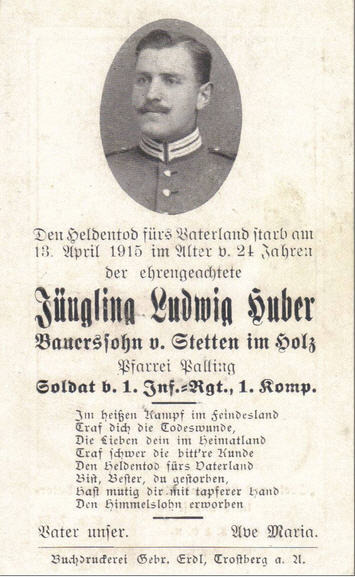 Den Heldentod fürs Vaterland starb am
13. April 1915 im Alter v. 24 Jahren
der ehrengeachtete
Jüngling Ludwig Huber
Bauerssohn v. Stetten im Holz
Pfarrei Palling
Soldat b. 1. Inf.-Rgt., 1. Komp.
Im heißen Kampf im Feindesland
Traf dich die Todeswunde,
Die Lieben dein im Heimatland
Traf schwer die bitt're Kunde
Den Heldentod fürs Vaterland
Bist, Bester, du gestorben,
Hast mutig dir mit tapferer Hand
Den Himmelslohn erworben
Vater unser. Ave Maria.
Buchdruckerei Gebr. Erdl, Trostberg a. A.